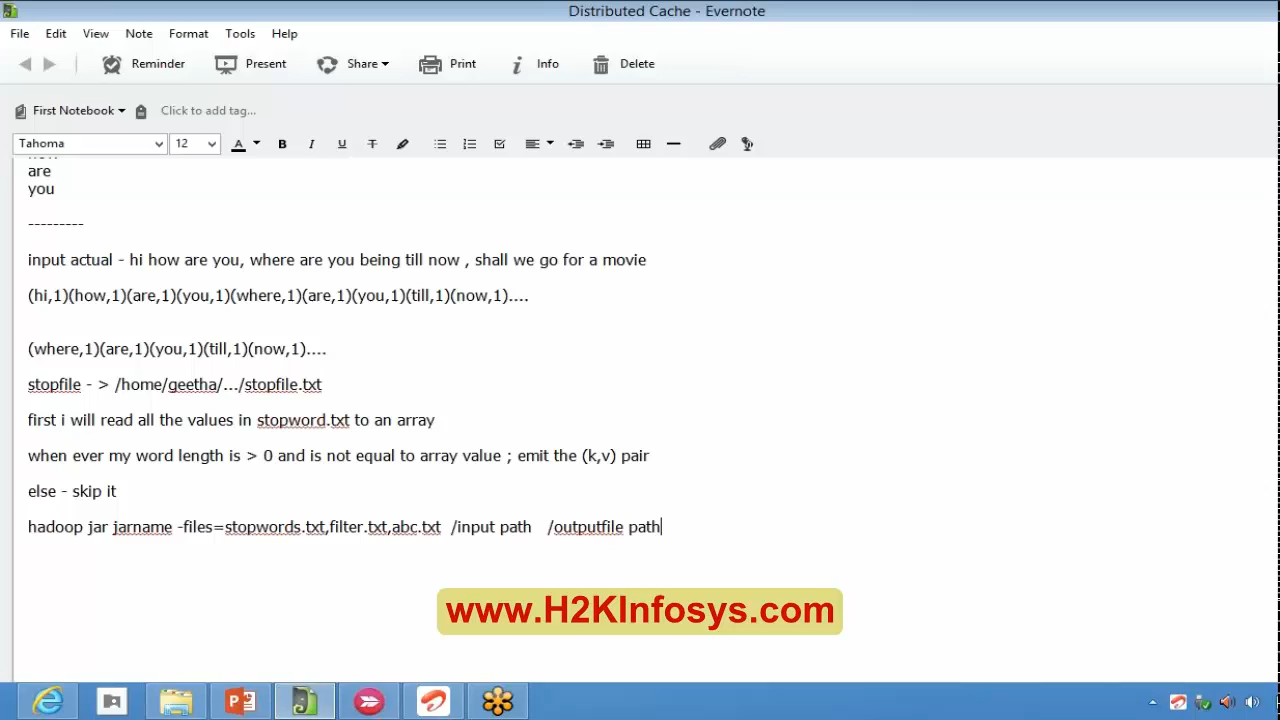 Distributed Cache - Evernote
File Edit View Note Format Tools Help
Reminder Present Share Print Info Delete
First Notebook Click to add tag...
Tahoma 12 A B I U T
are
you
---------
input actual - hi how are you, where are you being till now , shall we go for a movie
(hi,1)(how,1)(are,1)(you,1)(where,1)(are,1)(you,1)(till,1)(now,1)....
(where,1)(are,1)(you,1)(till,1)(now,1)....
stopfile - > /home/geetha/.../stopfile.txt
first i will read all the values in stopword.txt to an array
when ever my word length is > 0 and is not equal to array value ; emit the (k,v) pair
else - skip it
hadoop jar jarname -files=stopwords.txt,filter.txt,abc.txt /input path /outputfile path
www.H2KInfosys.com